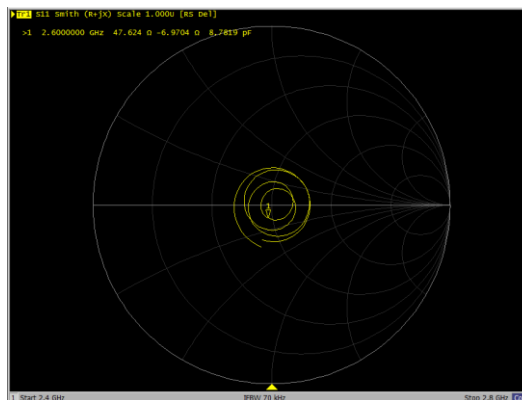 Tr1 S11 Smith (R+jX) Scale 1.000U [RS Del]
>1 2.6000000 GHz 47.624 Ω -6.9704 Ω 8.7819 pF
1
1 Start 2.4 GHz IFBW 70 kHz Stop 2.8 GHz